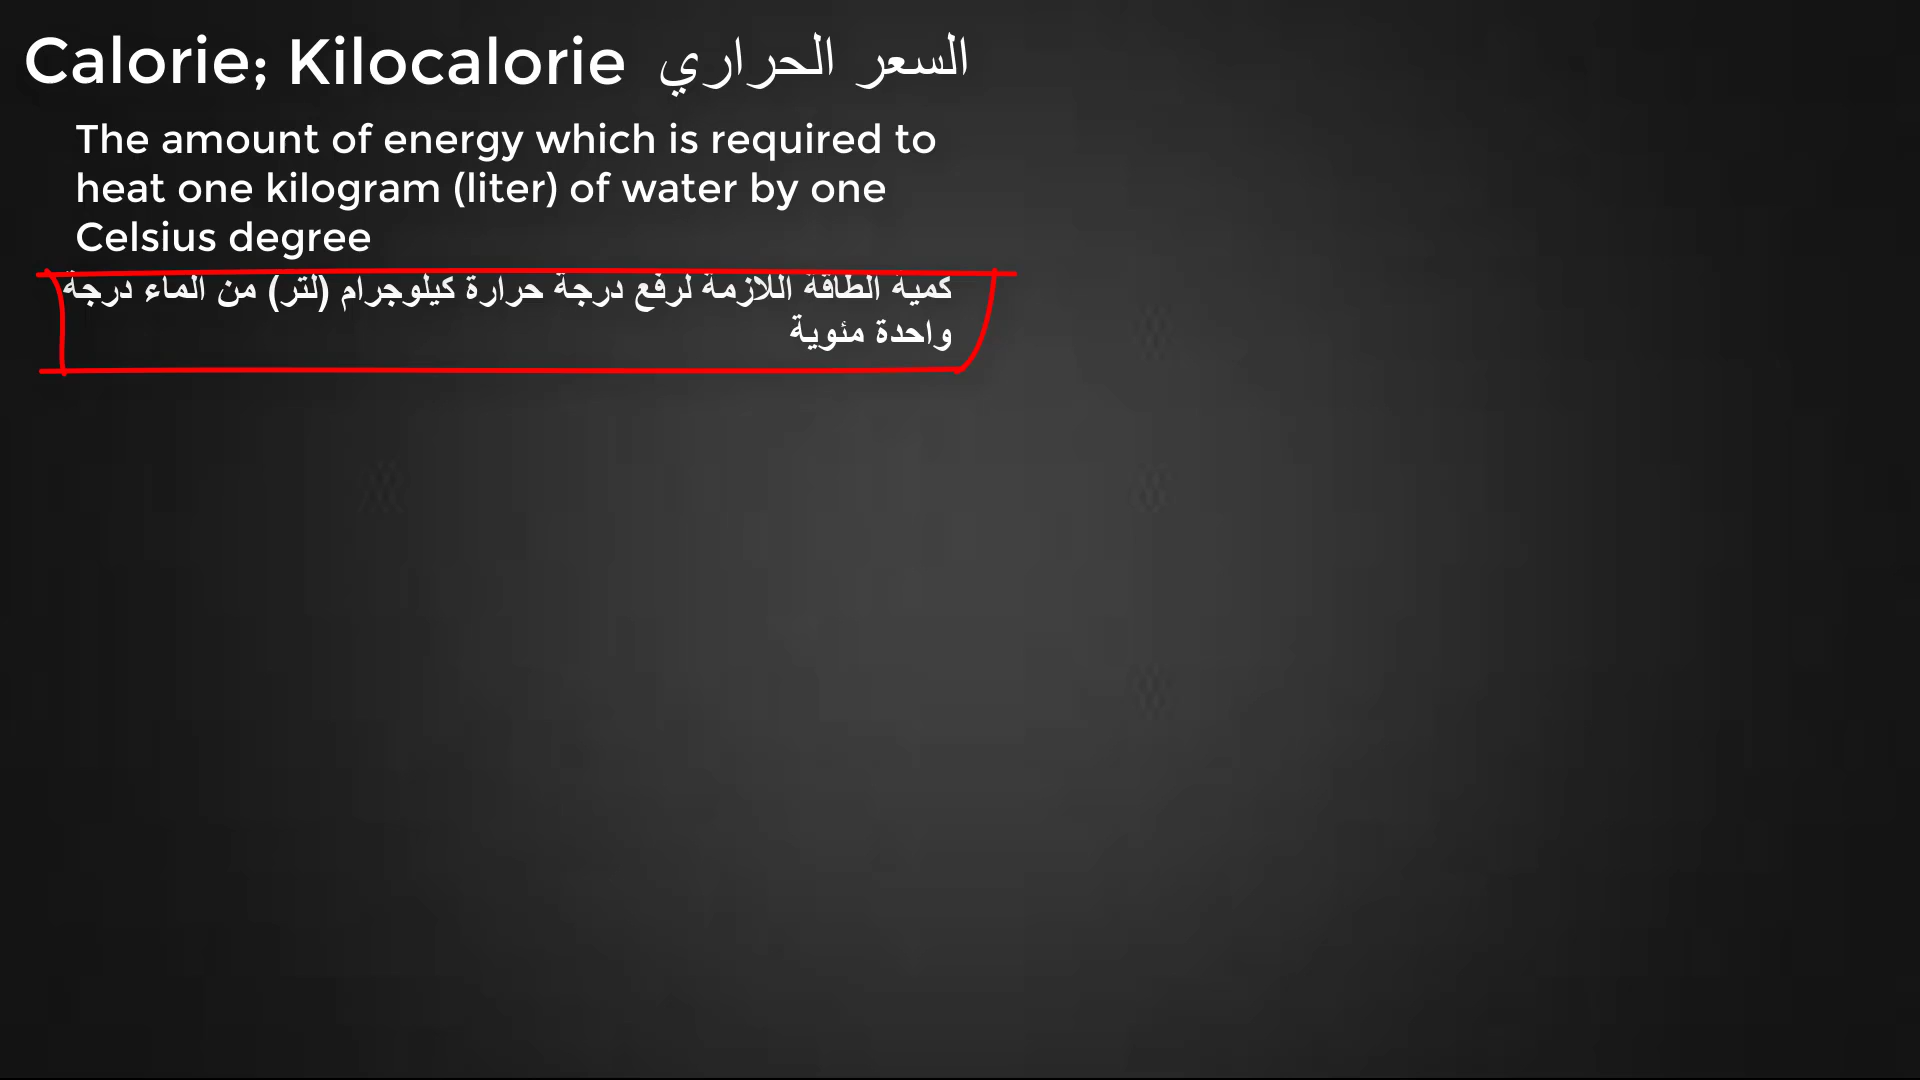 Calorie; Kilocalorie السعر الحراري
The amount of energy which is required to
heat one kilogram (liter) of water by one
Celsius degree
كمية الطاقة اللازمة لرفع درجة حرارة كيلوجرام (لتر) من الماء درجة
واحدة مئوية